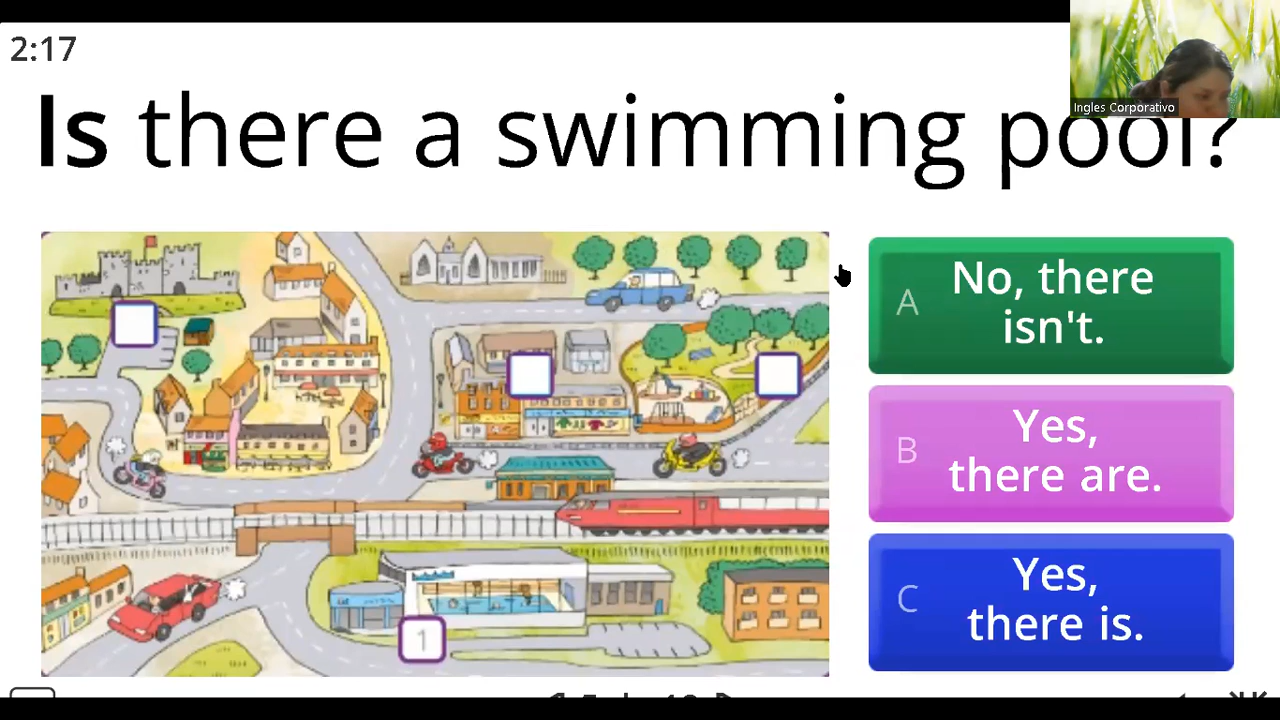 2:17
Is there a swimming pool?
Ingles Corporativo
A
No, there
isn't.
B
Yes,
there are.
C
Yes,
there is.
1